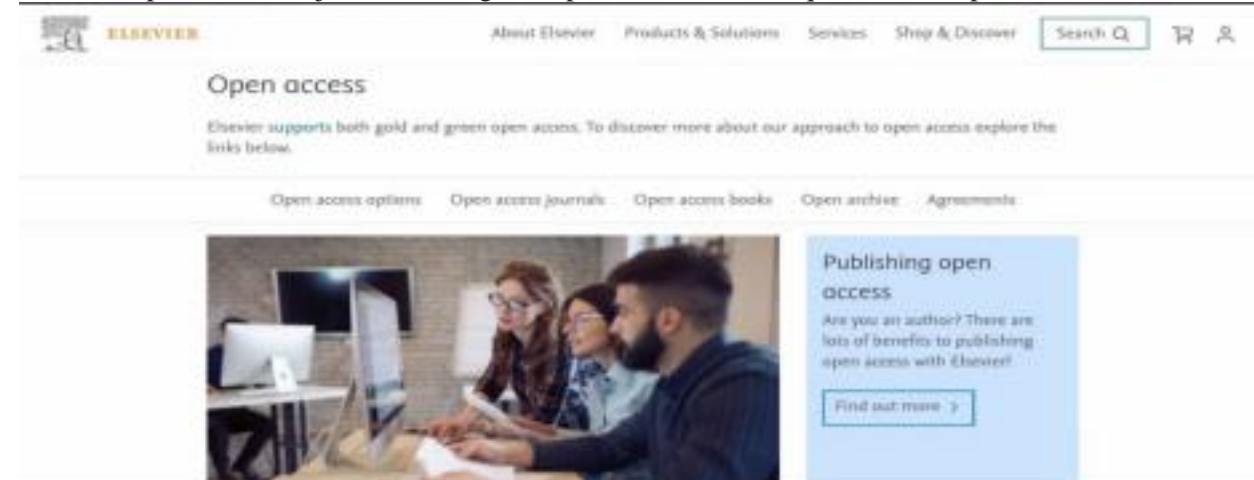 ELSEVIER
About Elsevier Products & Solutions Services Shop & Discover Search
Open access
Elsevier supports both gold and green open access. To discover more about our approach to open access explore the
links below.
Open access options Open access journals Open access books Open archive Agreements
Publishing open
access
Are you an author? There are
lots of benefits to publishing
open access with Elsevier!
Find out more >